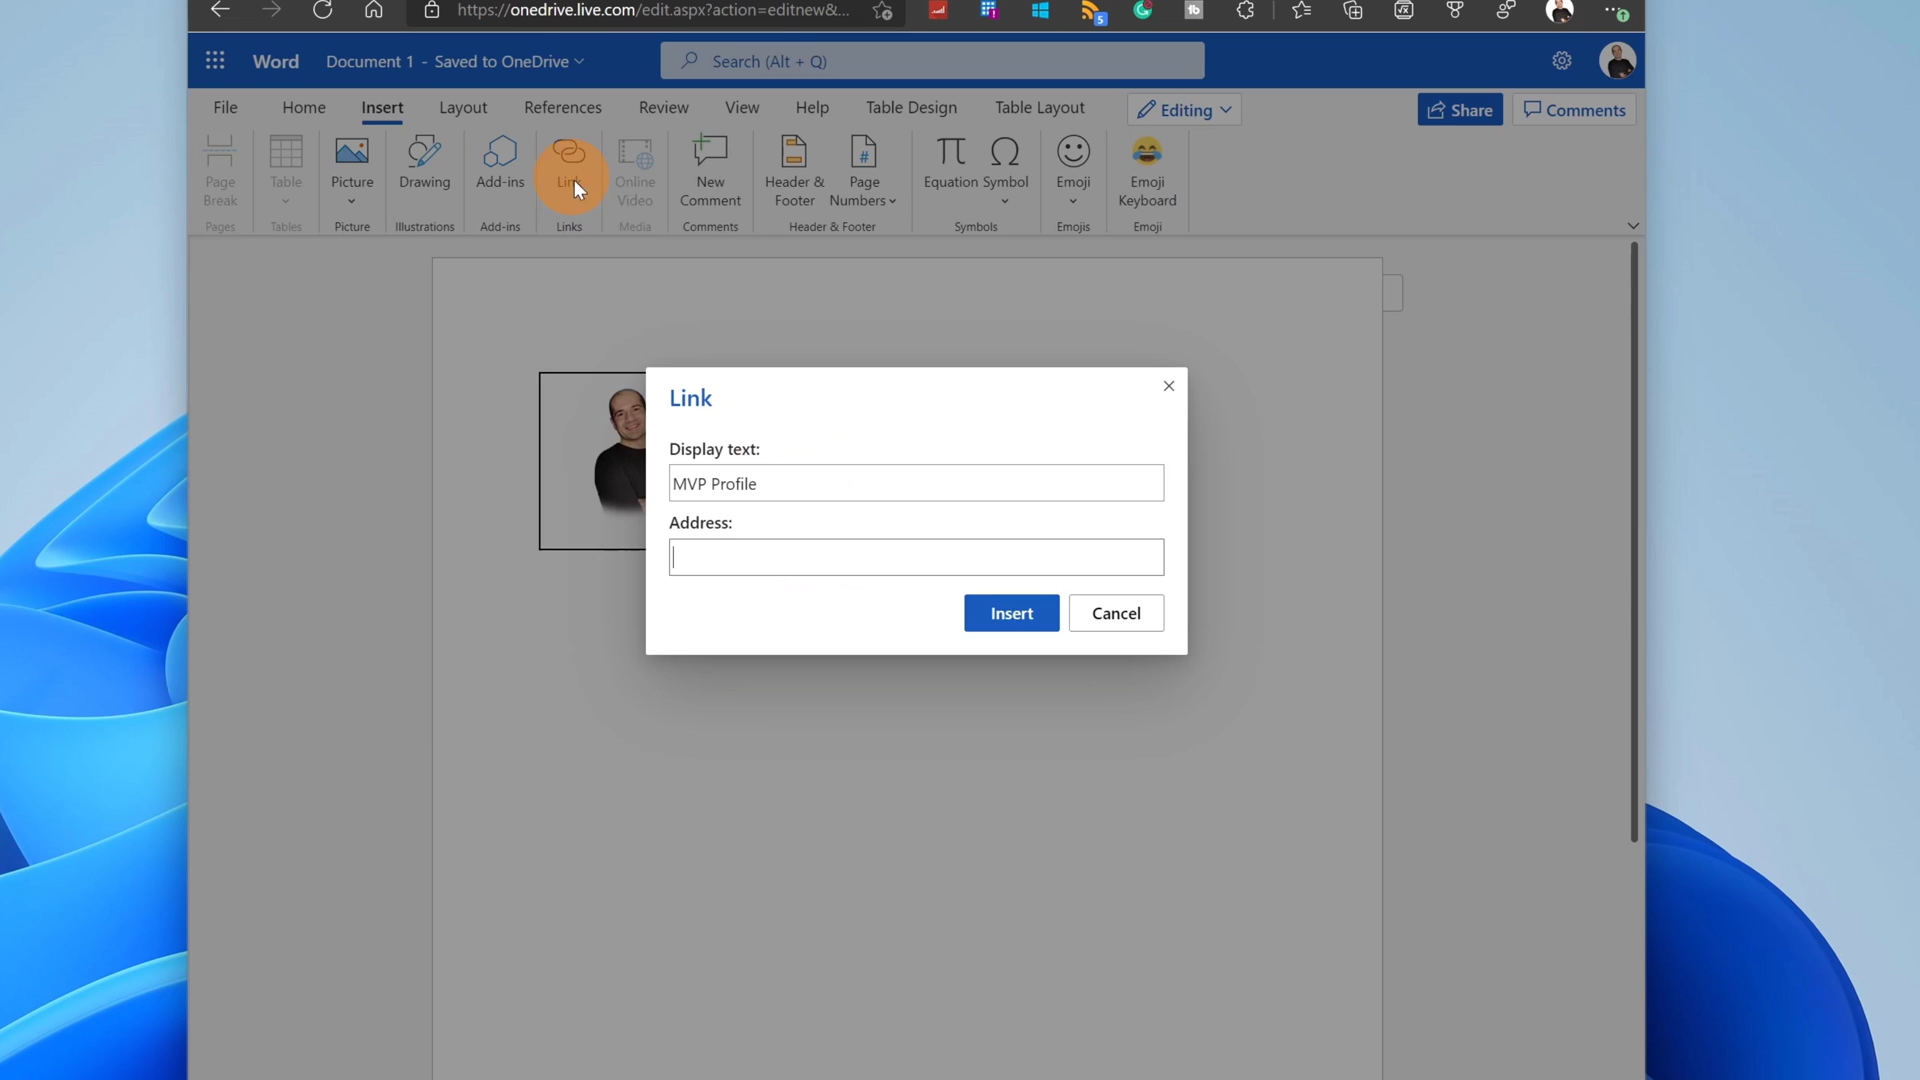 https://onedrive.live.com/edit.aspx?action=editnew&...
5
tb
Word
Document 1 - Saved to OneDrive
Search (Alt + Q)
File
Home
Insert
Layout
References
Review
View
Help
Table Design
Table Layout
Editing
Share
Comments
Page
Break
Table
Picture
Drawing
Add-ins
Link
Online
Video
New
Comment
Header &
Footer
Page
Numbers
Equation
Symbol
Emoji
Emoji
Keyboard
Pages
Tables
Picture
Illustrations
Add-ins
Links
Media
Comments
Header & Footer
Symbols
Emojis
Emoji
Link
Display text:
MVP Profile
Address:
Insert
Cancel